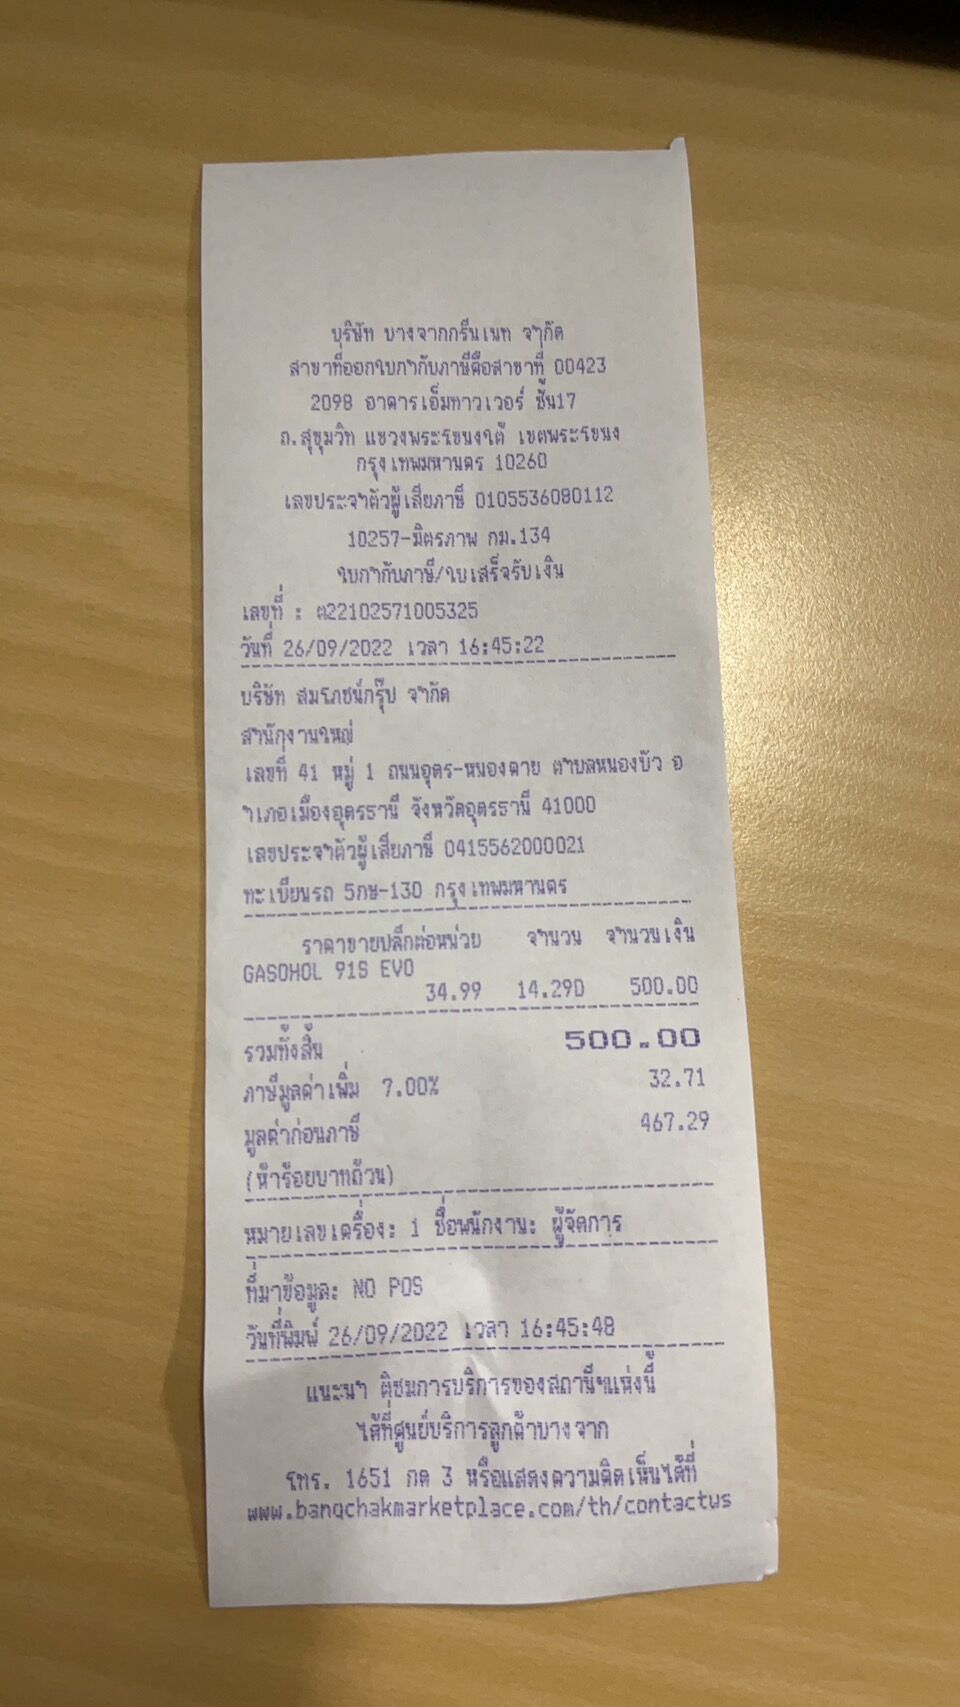 บริษัท บางจากกรีนเนท จำกัด
สาขาที่ออกใบกำกับภาษีคือสาขาที่ 00423
2098 อาคารเอ็มทาวเวอร์ ชั้น17
ถ.สุขุมวิท แขวงพระโขนงใต้ เขตพระโขนง
กรุงเทพมหานคร 10260
เลขประจำตัวผู้เสียภาษี 0105536080112
10257-มิตรภาพ กม.134
ใบกำกับภาษี/ใบเสร็จรับเงิน
เลขที่ : ต22102571005325
วันที่ 26/09/2022 เวลา 16:45:22
บริษัท สมโภชน์กรุ๊ป จำกัด
สำนักงานใหญ่
เลขที่ 41 หมู่ 1 ถนนอุดร-หนองคาย ตำบลหนองบัว อ
ำเภอเมืองอุดรธานี จังหวัดอุดรธานี 41000
เลขประจำตัวผู้เสียภาษี 0415562000021
ทะเบียนรถ 5กษ-130 กรุงเทพมหานคร
ราคาขายปลีกต่อหน่วย จำนวน จำนวนเงิน
GASOHOL 91S EVO
34.99 14.290 500.00
รวมทั้งสิ้น 500.00
ภาษีมูลค่าเพิ่ม 7.00% 32.71
มูลค่าก่อนภาษี 467.29
(ห้าร้อยบาทถ้วน)
หมายเลขเครื่อง: 1 ชื่อพนักงาน: ผู้จัดการ
ที่มาข้อมูล: NO POS
วันที่พิมพ์ 26/09/2022 เวลา 16:45:48
แนะนำ ติชมการบริการของสถานีฯแห่งนี้
ได้ที่ศูนย์บริการลูกค้าบางจาก
โทร. 1651 กด 3 หรือแสดงความคิดเห็นได้ที่
www.bangchakmarketplace.com/th/contactus